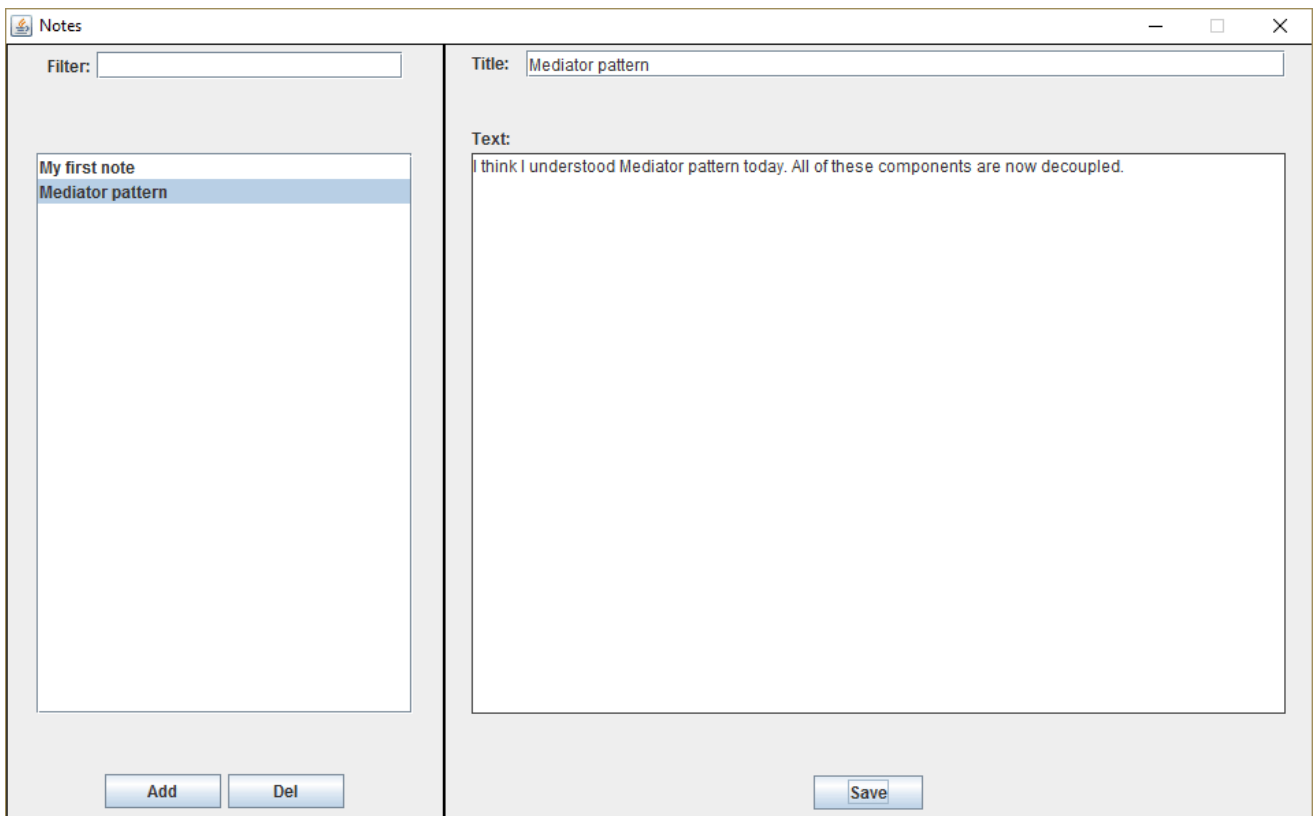 Notes
Filter:
My first note
Mediator pattern
Add Del
Title: Mediator pattern
Text:
I think I understood Mediator pattern today. All of these components are now decoupled.
Save